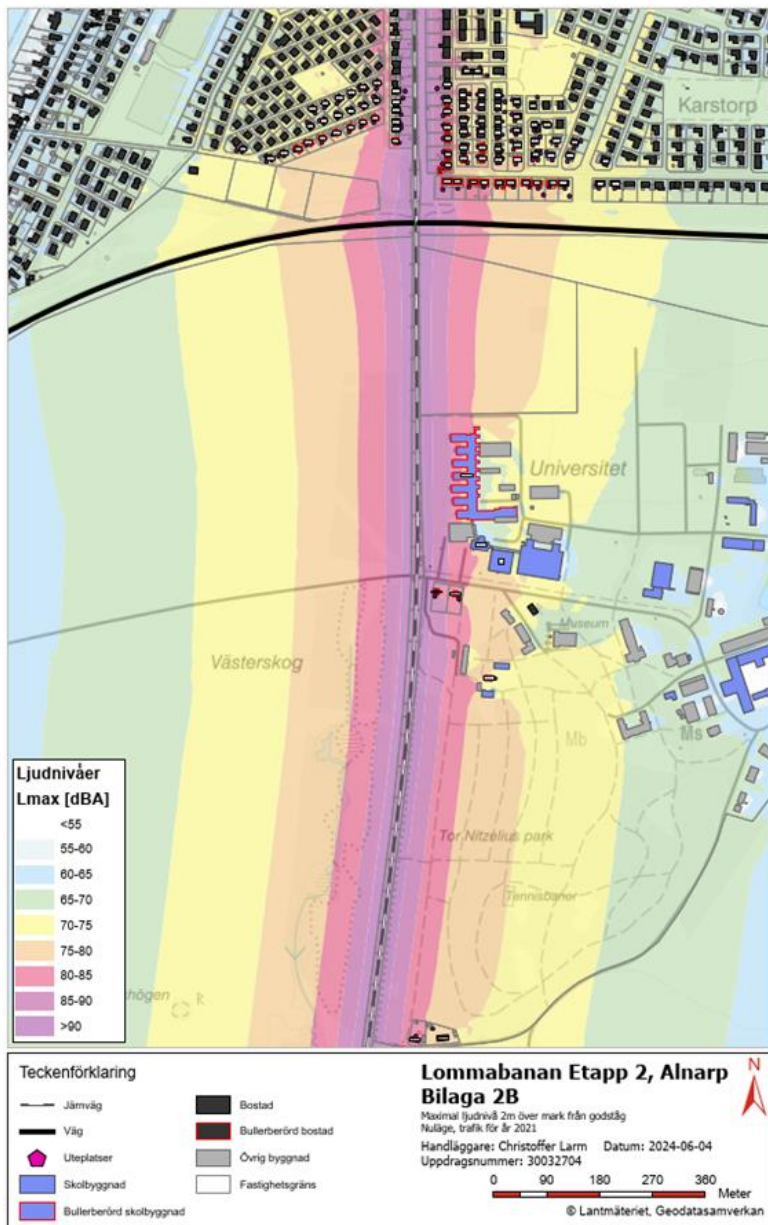 Karstorp
Universitet
Museum
Västerskog
Mb
Ms
Tor Nitzelius park
Tennisbanor
högen
R
Ljudnivåer
Lmax [dBA]
<55
55-60
60-65
65-70
70-75
75-80
80-85
85-90
>90
Teckenförklaring
Järnväg
Väg
Uteplatser
Skolbyggnad
Bullerberörd skolbyggnad
Bostad
Bullerberörd bostad
Övrig byggnad
Fastighetsgräns
Lommabanan Etapp 2, Alnarp
Bilaga 2B
Maximal ljudnivå 2m över mark från godståg
Nuläge, trafik för år 2021
Handläggare: Christoffer Larm Datum: 2024-06-04
Uppdragsnummer: 30032704
N
0 90 180 270 360
Meter
© Lantmäteriet, Geodatasamverkan